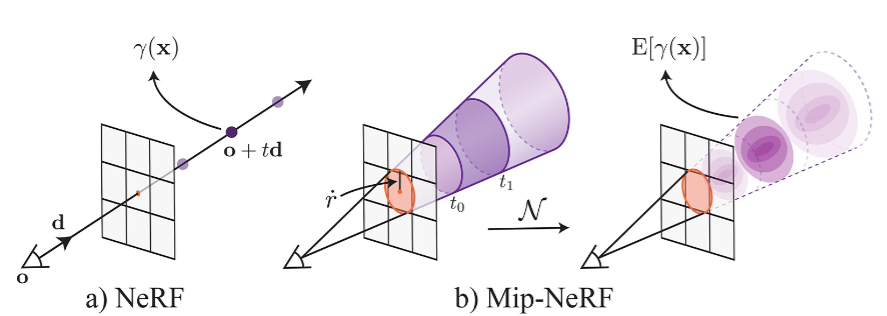 γ(x)
E[γ(x)]
o + td
ṙ
t₀
t₁
𝒩
d
o
a) NeRF
b) Mip-NeRF